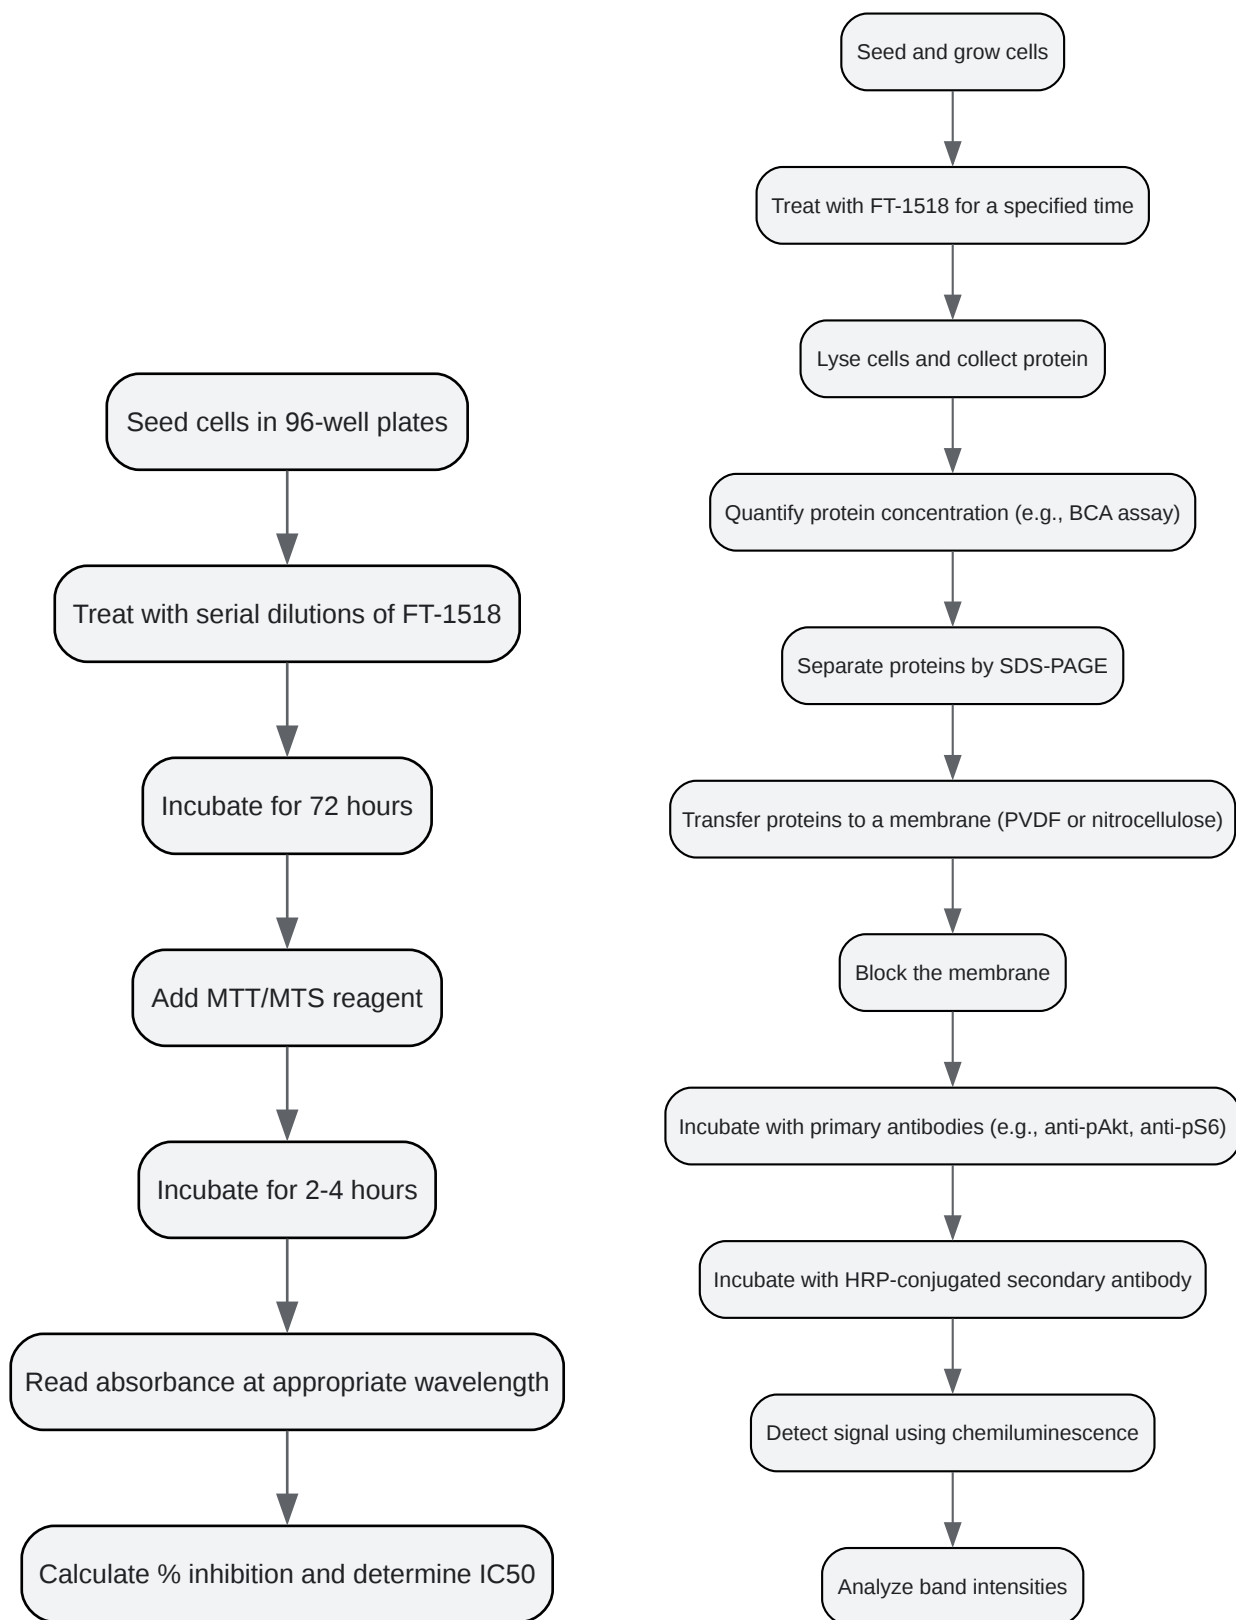 Seed cells in 96-well plates
Treat with serial dilutions of FT-1518
Incubate for 72 hours
Add MTT/MTS reagent
Incubate for 2-4 hours
Read absorbance at appropriate wavelength
Calculate % inhibition and determine IC50
Seed and grow cells
Treat with FT-1518 for a specified time
Lyse cells and collect protein
Quantify protein concentration (e.g., BCA assay)
Separate proteins by SDS-PAGE
Transfer proteins to a membrane (PVDF or nitrocellulose)
Block the membrane
Incubate with primary antibodies (e.g., anti-pAkt, anti-pS6)
Incubate with HRP-conjugated secondary antibody
Detect signal using chemiluminescence
Analyze band intensities